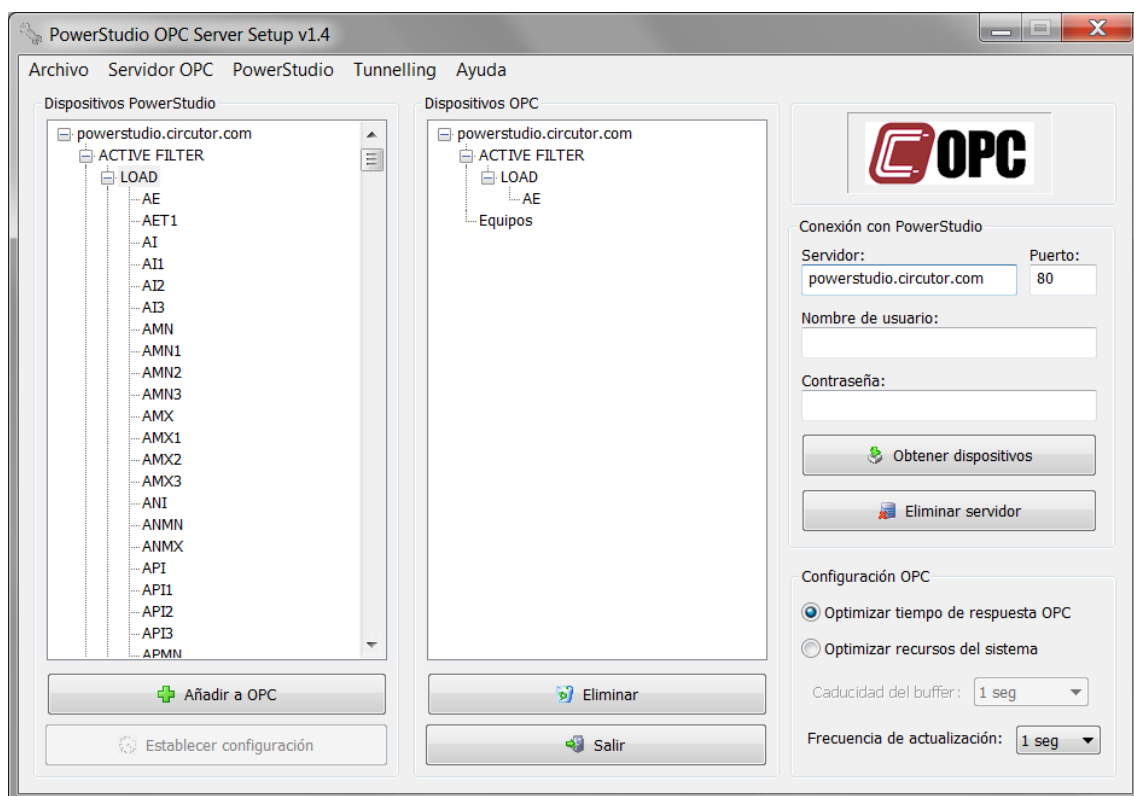 PowerStudio OPC Server Setup v1.4
Archivo Servidor OPC PowerStudio Tunnelling Ayuda
Dispositivos PowerStudio
powerstudio.circutor.com
ACTIVE FILTER
LOAD
AE
AET1
AI
AI1
AI2
AI3
AMN
AMN1
AMN2
AMN3
AMX
AMX1
AMX2
AMX3
ANI
ANMN
ANMX
API
API1
API2
API3
APMN
Añadir a OPC
Establecer configuración
Dispositivos OPC
powerstudio.circutor.com
ACTIVE FILTER
LOAD
AE
Equipos
Eliminar
Salir
OPC
Conexión con PowerStudio
Servidor: Puerto:
powerstudio.circutor.com 80
Nombre de usuario:
Contraseña:
Obtener dispositivos
Eliminar servidor
Configuración OPC
Optimizar tiempo de respuesta OPC
Optimizar recursos del sistema
Caducidad del buffer: 1 seg
Frecuencia de actualización: 1 seg